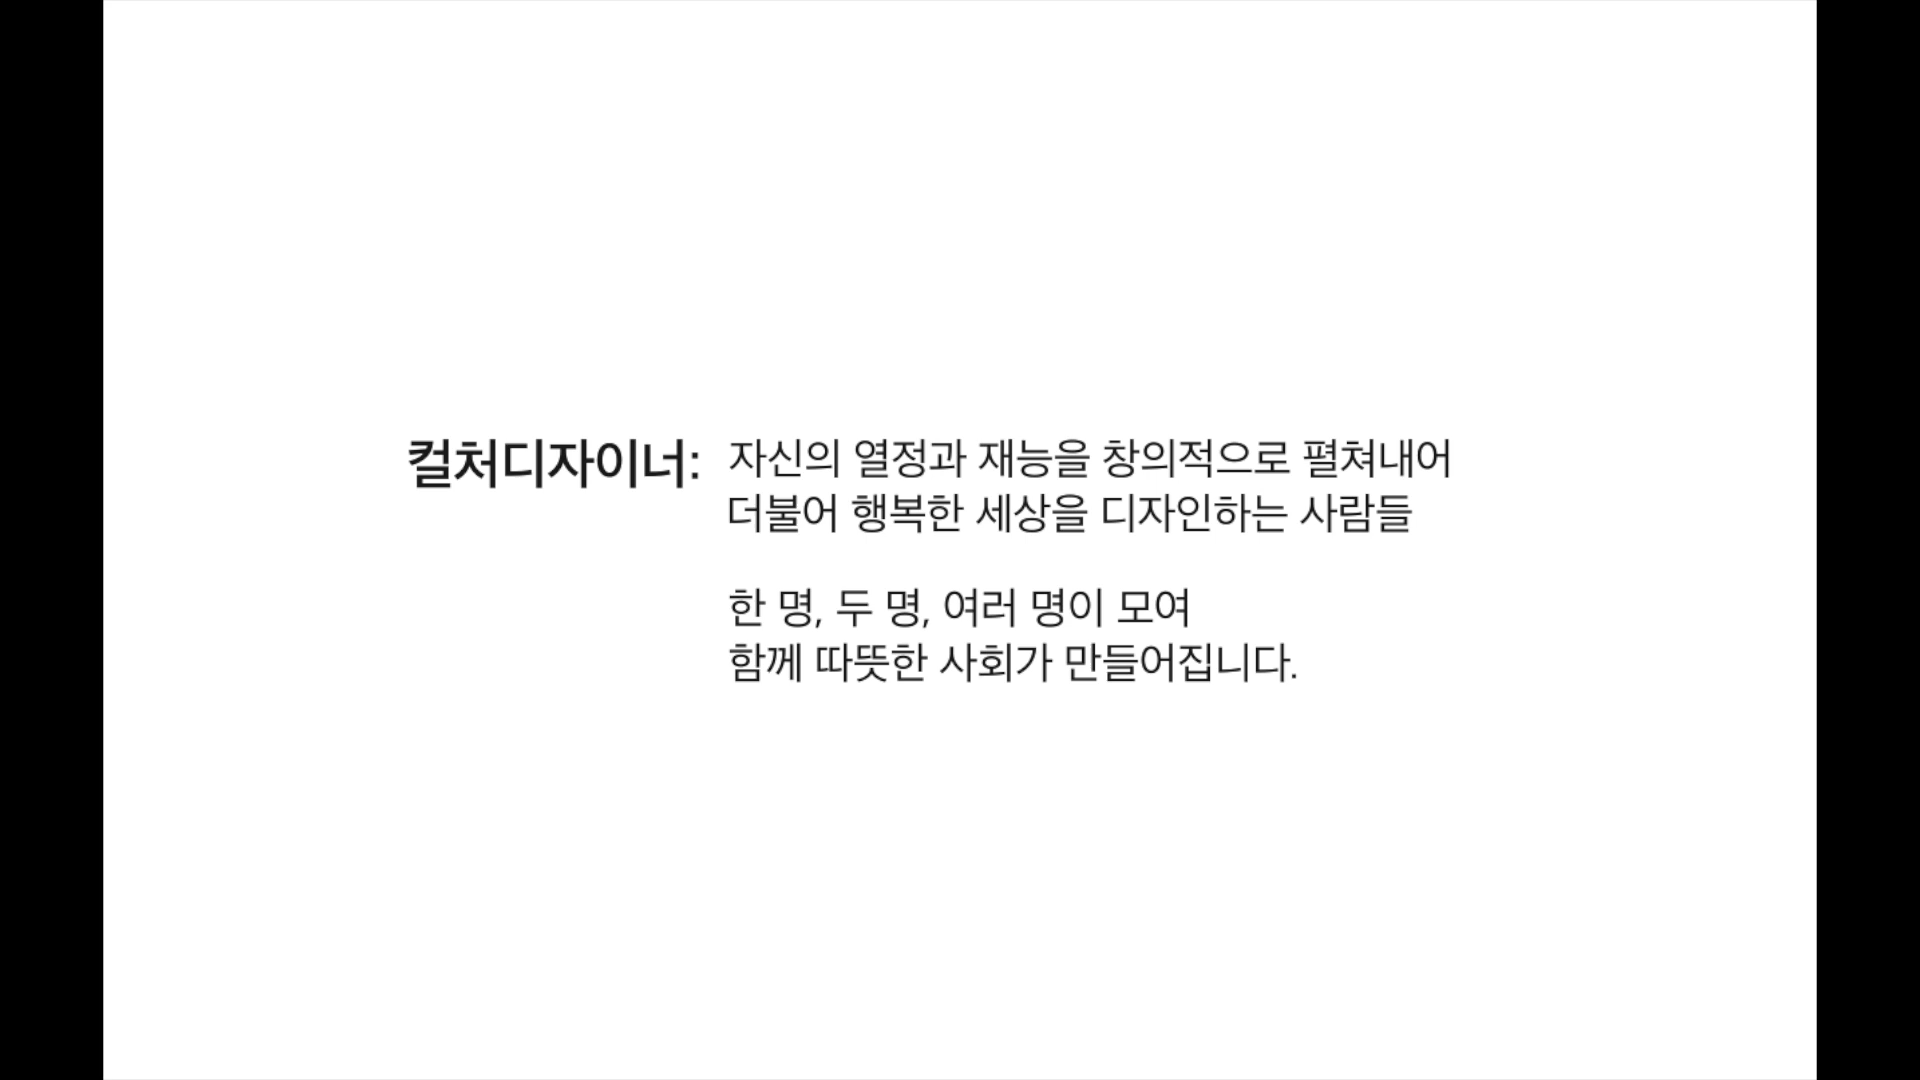 컬처디자이너: 자신의 열정과 재능을 창의적으로 펼쳐내어
더불어 행복한 세상을 디자인하는 사람들
한 명, 두 명, 여러 명이 모여
함께 따뜻한 사회가 만들어집니다.